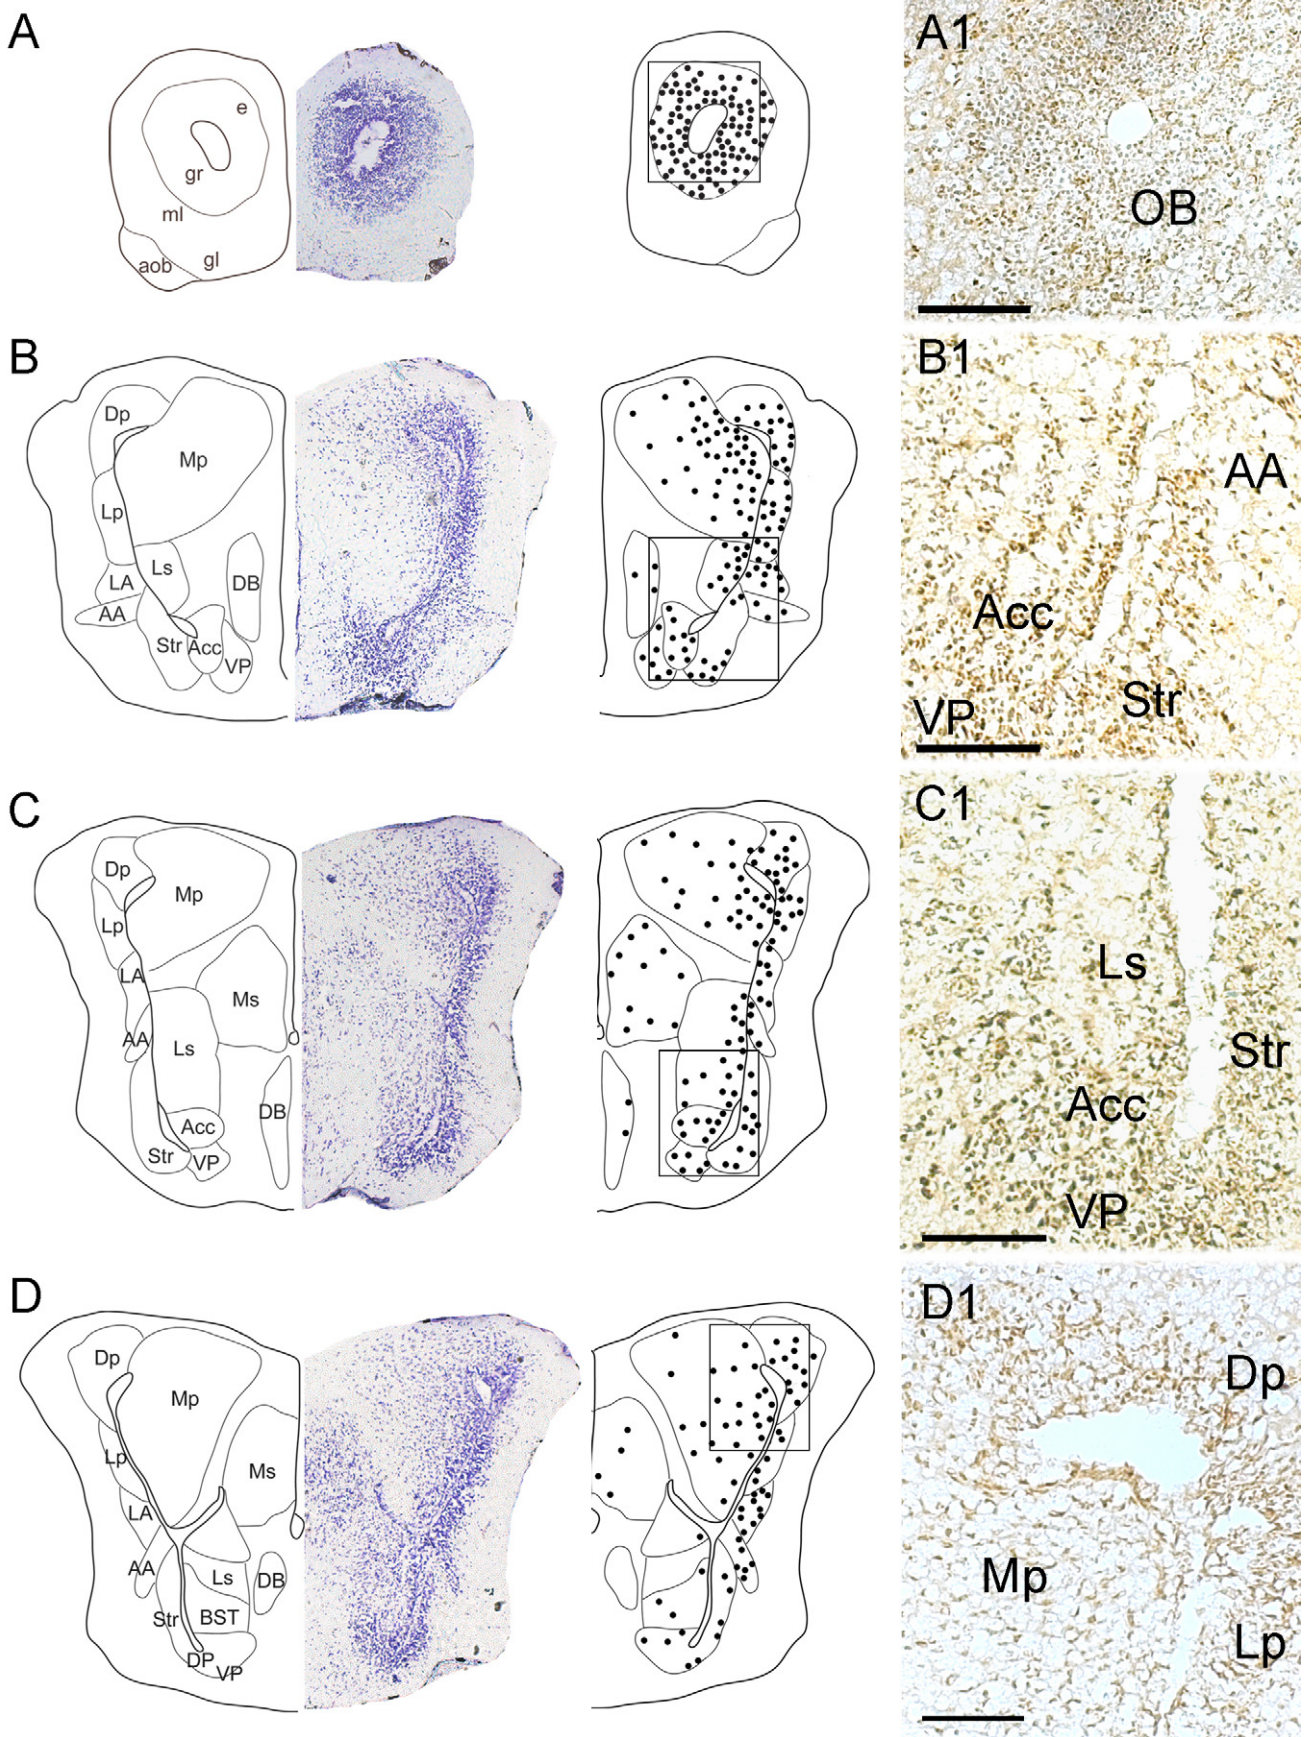 A
e
gr
ml
aob
gl
A1
OB
B
Dp
Mp
Lp
Ls
LA
DB
AA
Str
Acc
VP
B1
AA
Acc
Str
VP
C
Dp
Mp
Lp
LA
Ms
AA
Ls
DB
Acc
Str
VP
C1
Ls
Str
Acc
VP
D
Dp
Mp
Lp
Ms
LA
AA
Ls
DB
Str
BST
DP
VP
D1
Dp
Mp
Lp